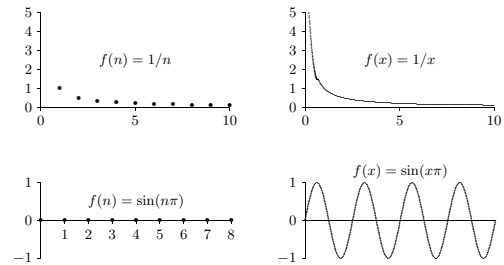 5
4
3
2
1
0
f(n) = 1/n
0 5 10
5
4
3
2
1
0
f(x) = 1/x
0 5 10
1
0
−1
f(n) = sin(nπ)
1 2 3 4 5 6 7 8
f(x) = sin(xπ)
1
0
−1